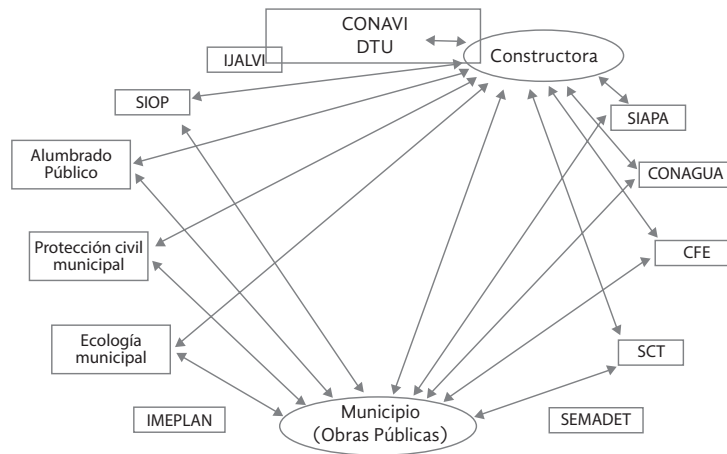 CONAVI
DTU
IJALVI
Constructora
SIOP
SIAPA
Alumbrado
Público
CONAGUA
Protección civil
municipal
CFE
Ecología
municipal
SCT
IMEPLAN
Municipio
(Obras Públicas)
SEMADET